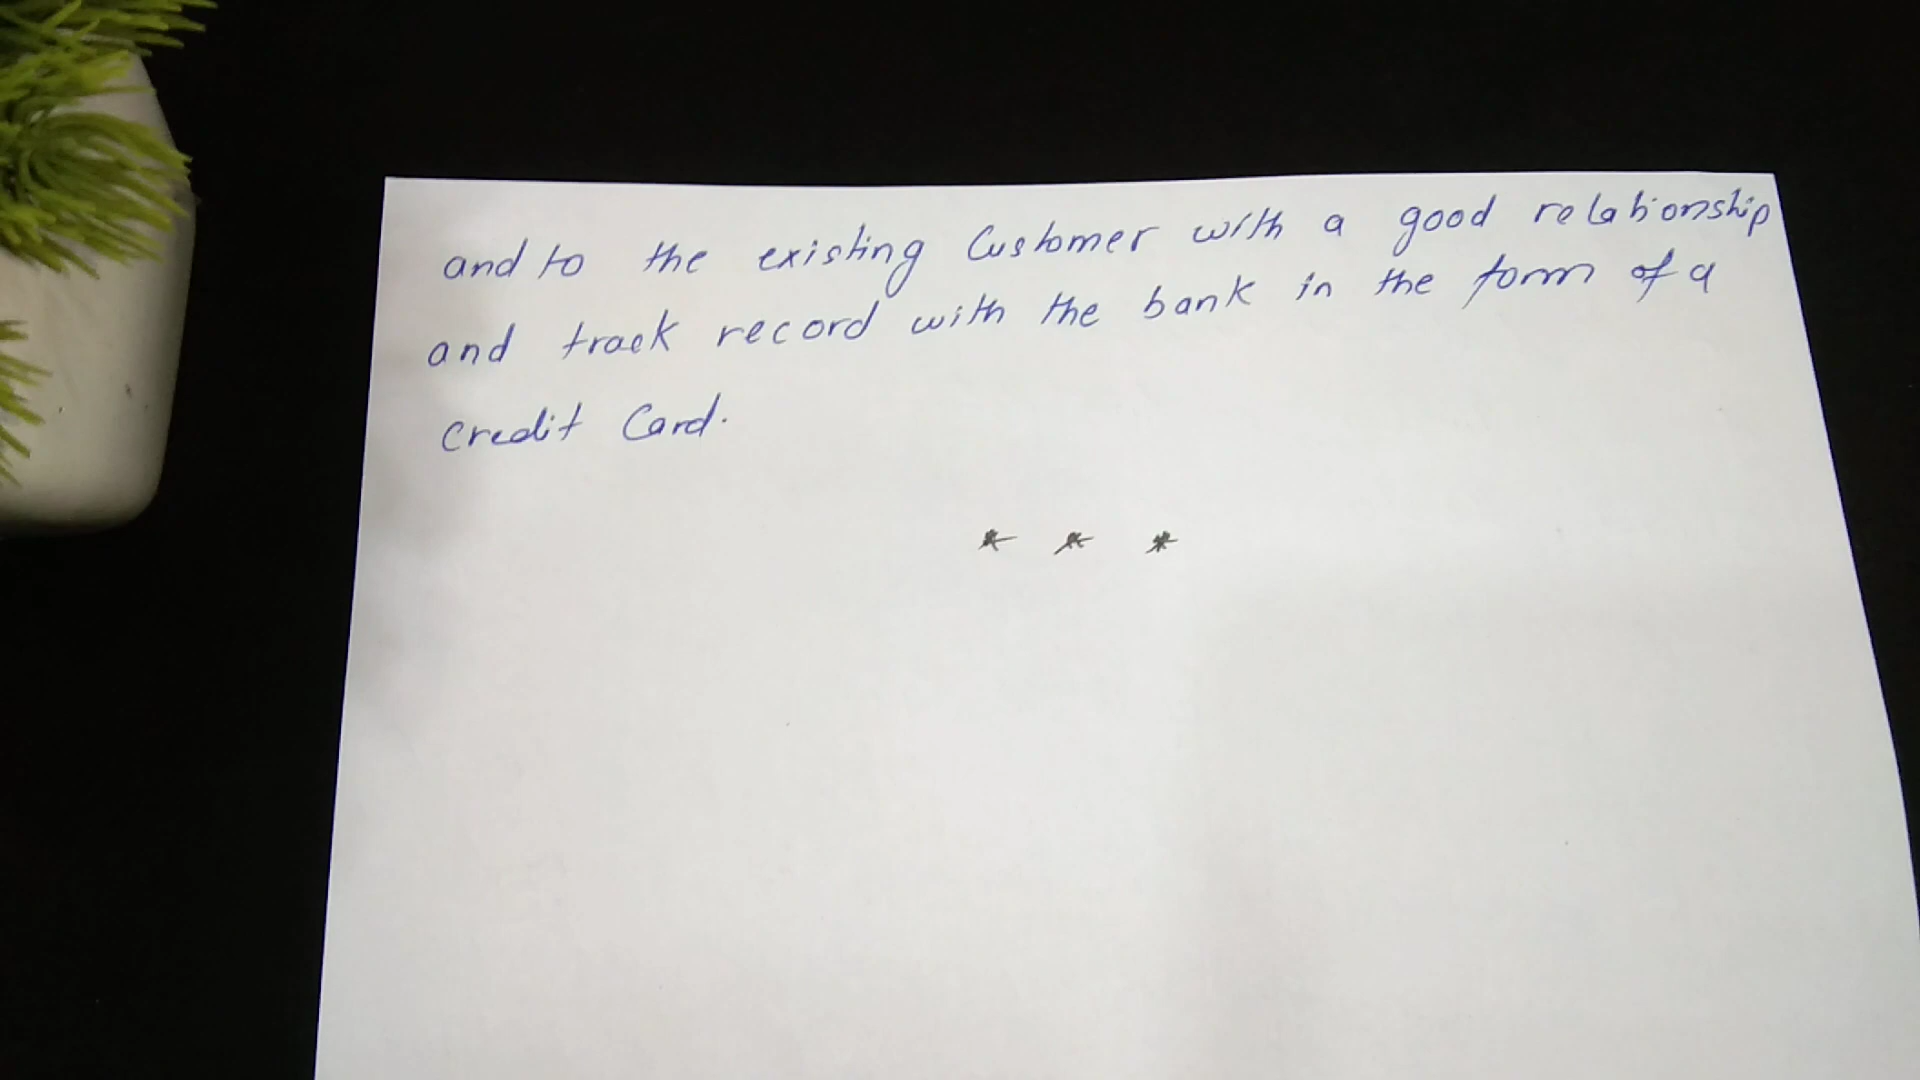 and to the existing Customer with a good relationship
and track record with the bank in the form of a
credit Card.
* * *